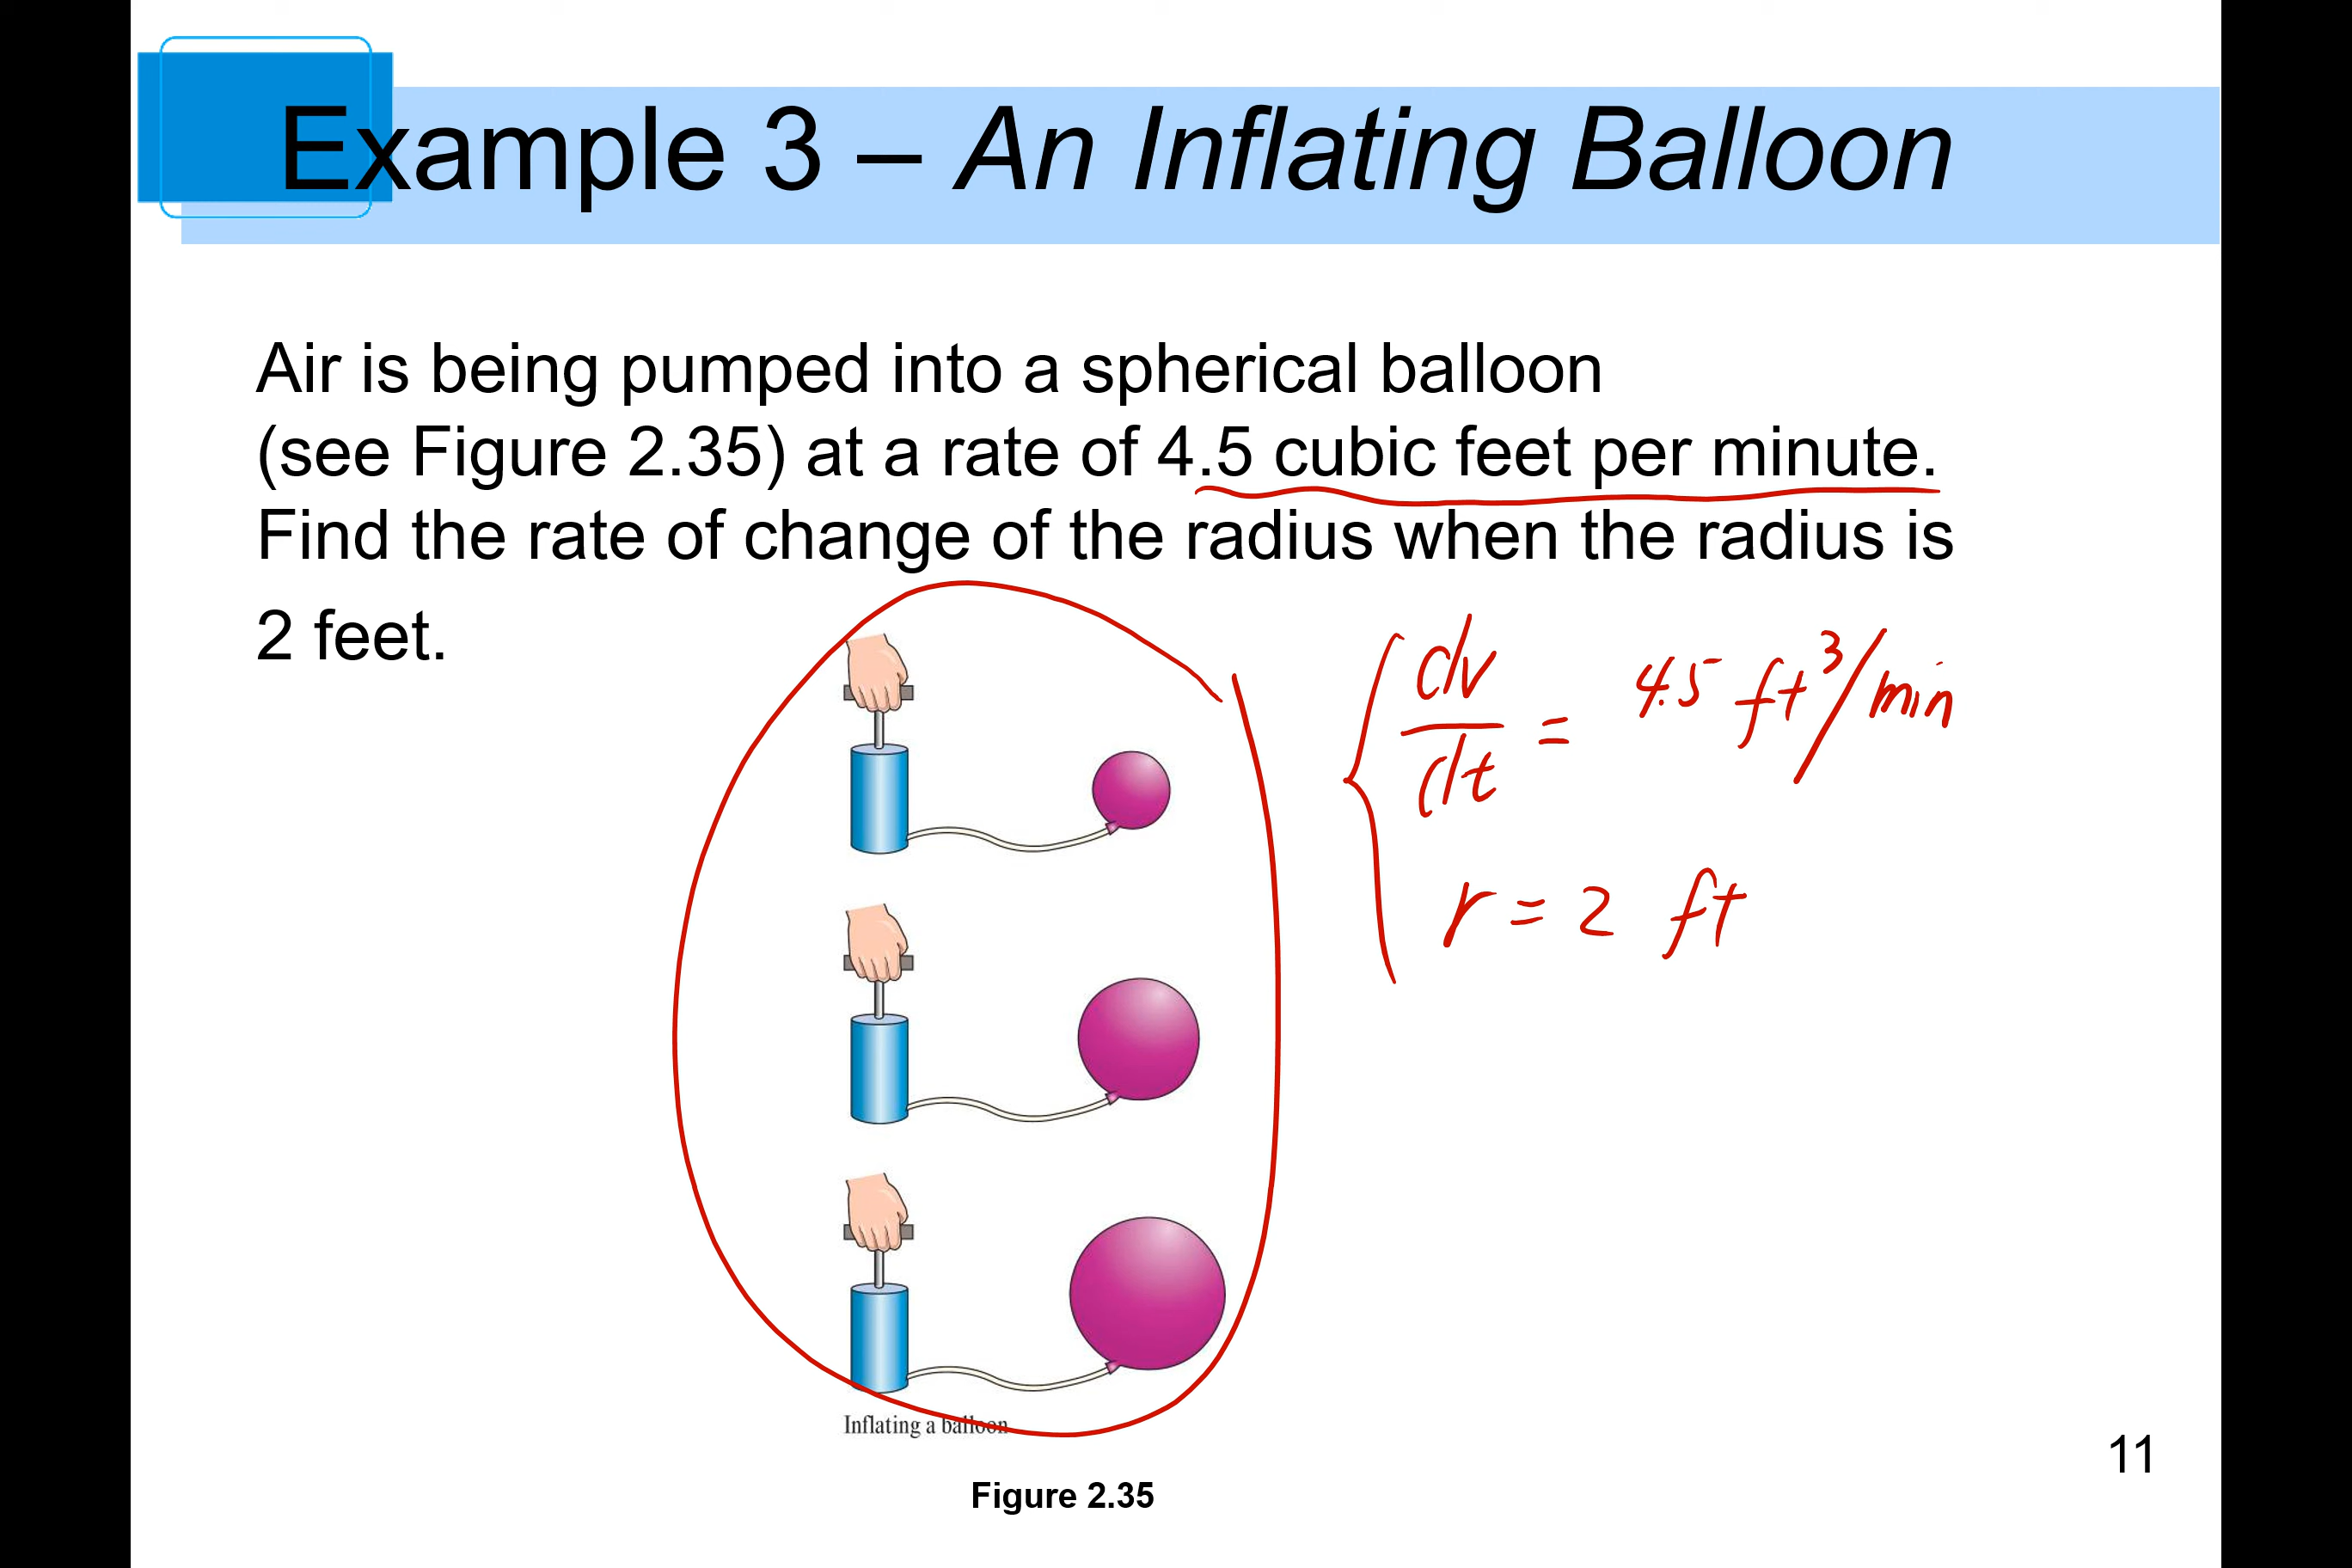 Example 3 – An Inflating Balloon
Air is being pumped into a spherical balloon
(see Figure 2.35) at a rate of 4.5 cubic feet per minute.
Find the rate of change of the radius when the radius is
2 feet.
dv/dt = 4.5 ft³/min
r = 2 ft
Inflating a balloon
Figure 2.35
11